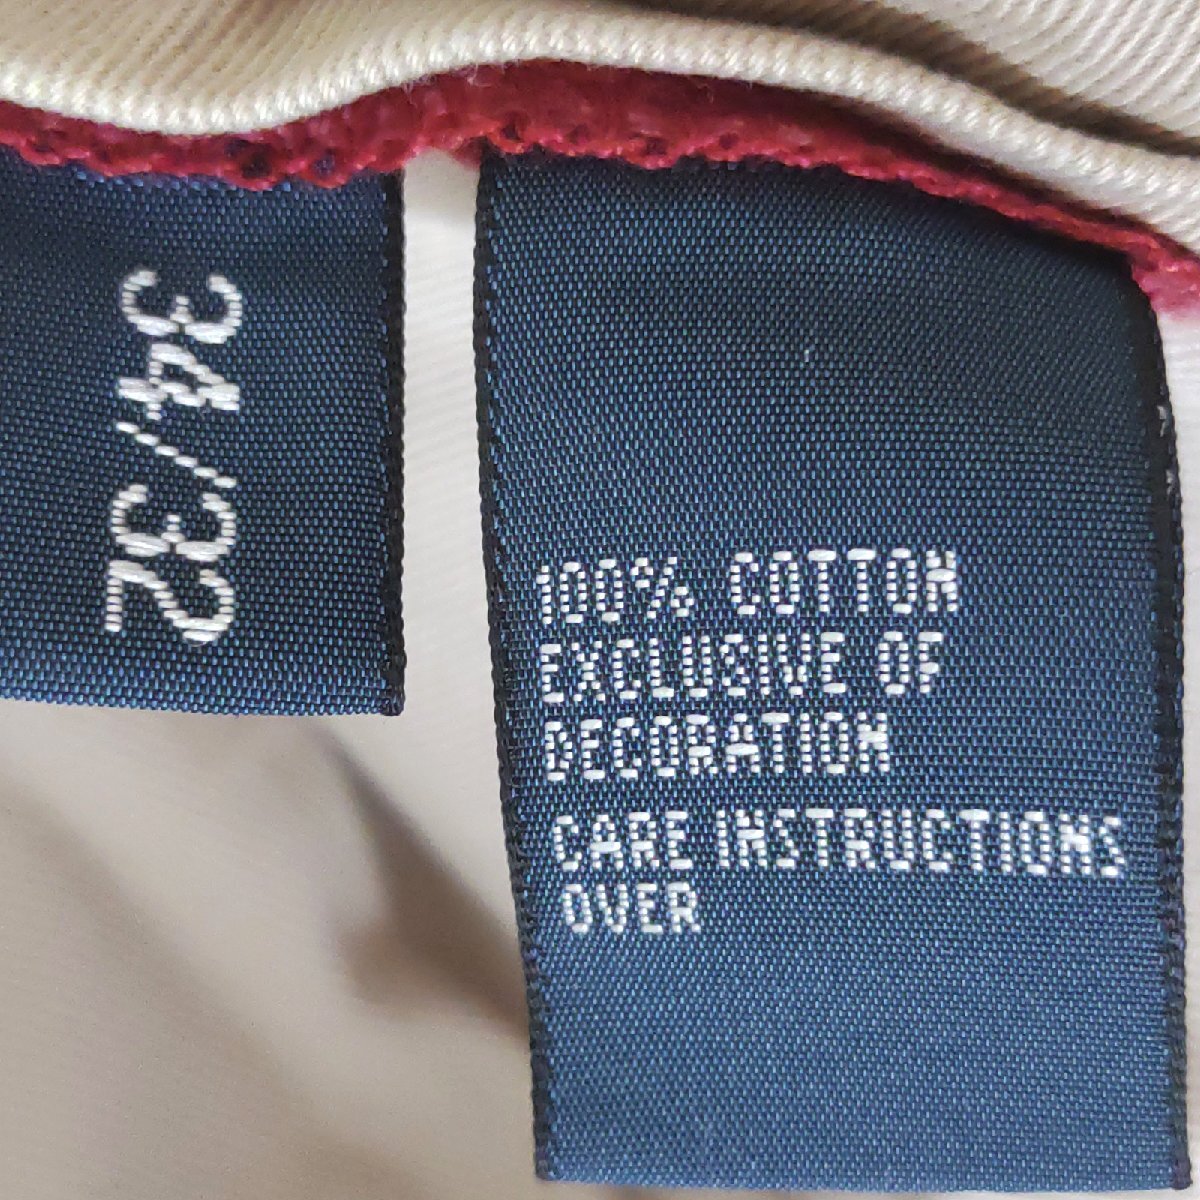 34/32
100% COTTON
EXCLUSIVE OF
DECORATION
CARE INSTRUCTIONS
OVER